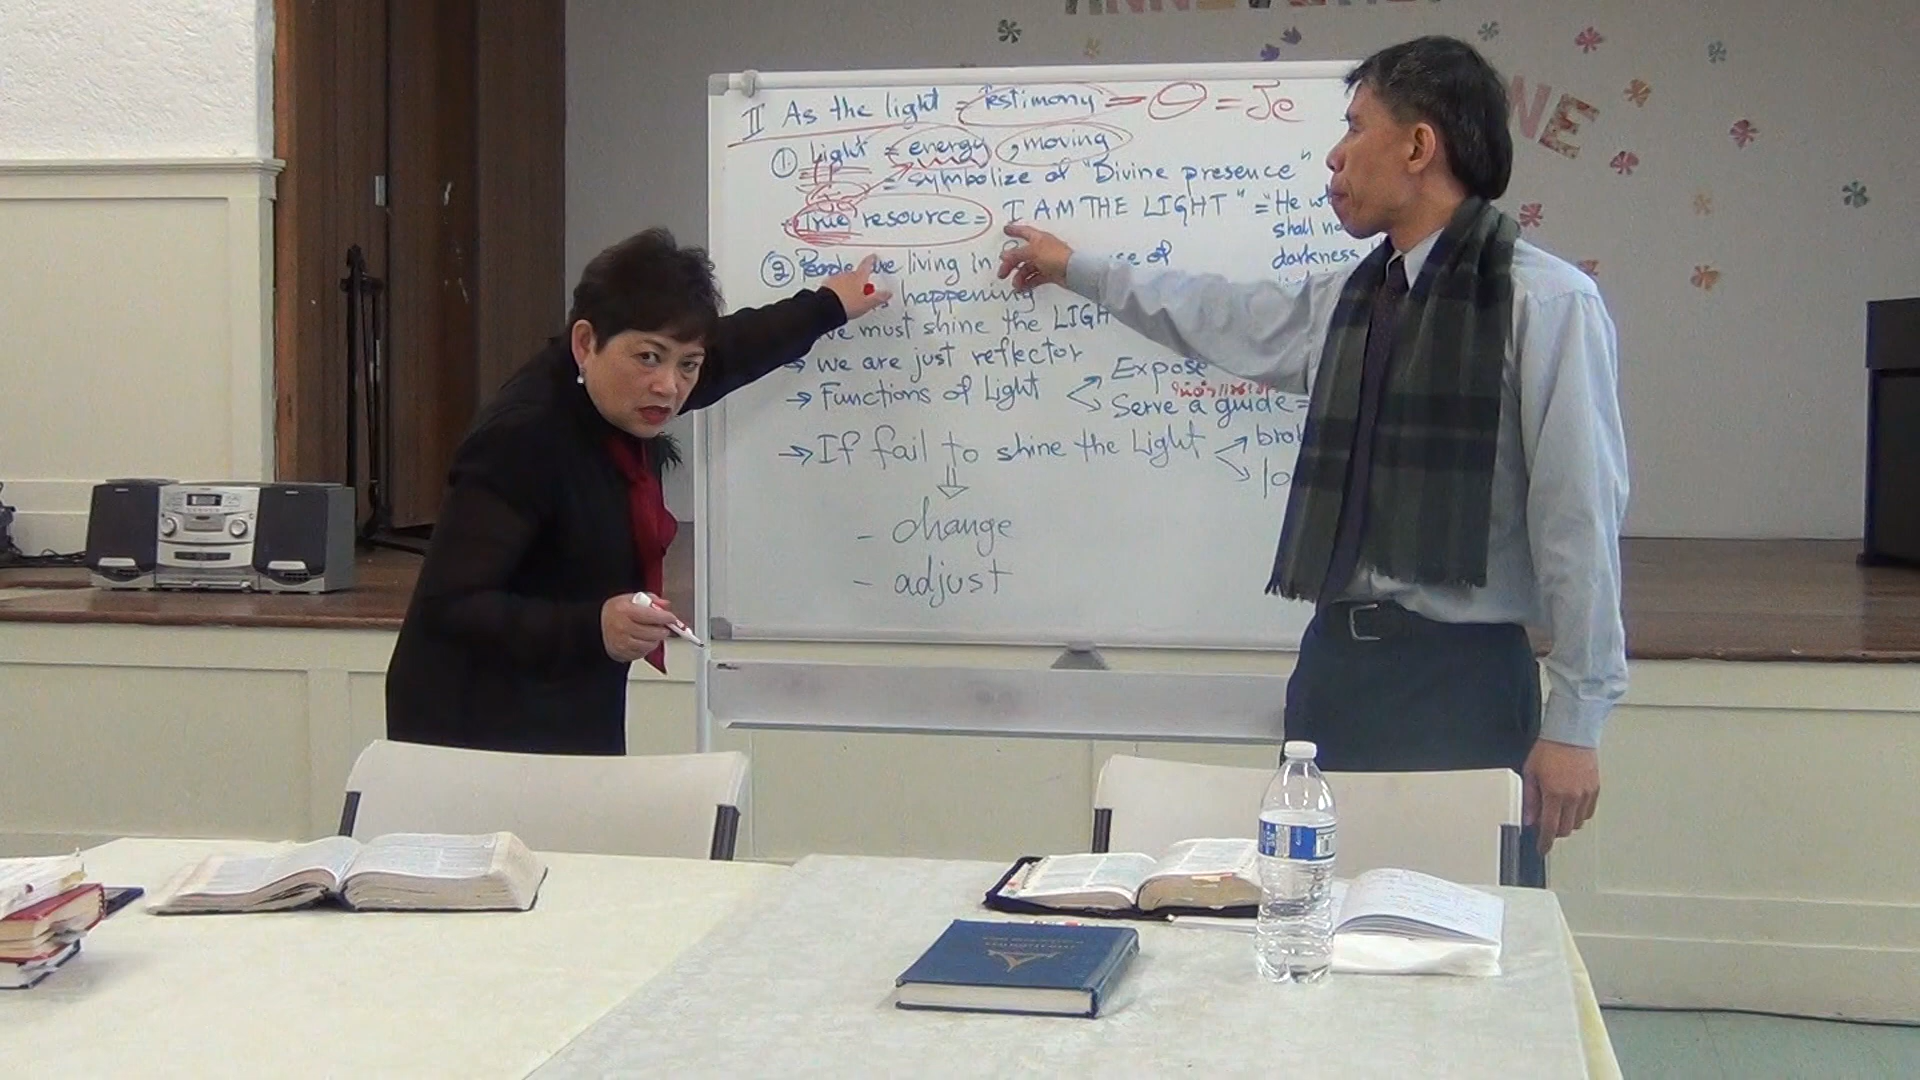 II As the light = Testimony = = Je
① Light = energy, moving
= symbolize of "Divine presence"
- True resource = I AM THE LIGHT" = "He
shall
darkness
② People are living in of
happening
we must shine the LIGH
→ we are just reflector
→ Functions of Light < Expose
Serve a guide =
→ If fail to shine the Light <
- change
- adjust